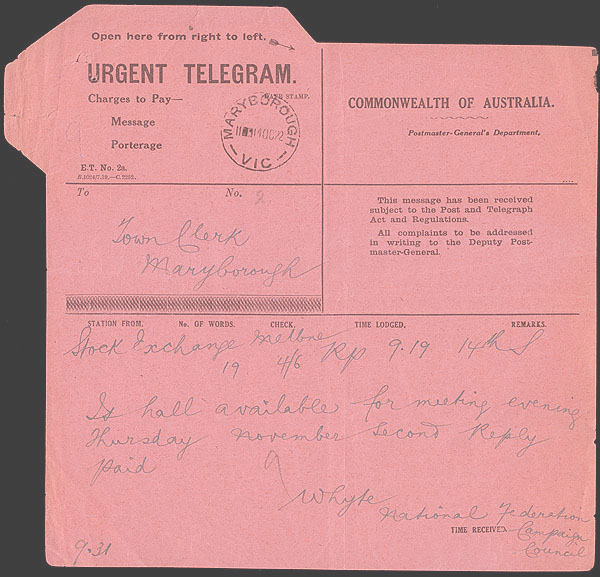 Open here from right to left.
URGENT TELEGRAM.
Charges to Pay—
Message
Porterage
E.T. No. 2a.
DATE STAMP.
MARYBOROUGH
14 OC 22
VIC
COMMONWEALTH OF AUSTRALIA.
Postmaster-General's Department.
To
No. 2
Town Clerk
Maryborough
This message has been received
subject to the Post and Telegraph
Act and Regulations.
All complaints to be addressed
in writing to the Deputy Post-
master-General.
STATION FROM, No. OF WORDS. CHECK. TIME LODGED, REMARKS.
Stock Exchange Melbne
19 4/6 Rp 9.19 14th S
Is hall available for meeting evening
Thursday November Second Reply
paid
Whyte
National Federation
Campaign
Council
TIME RECEIVED
9.31